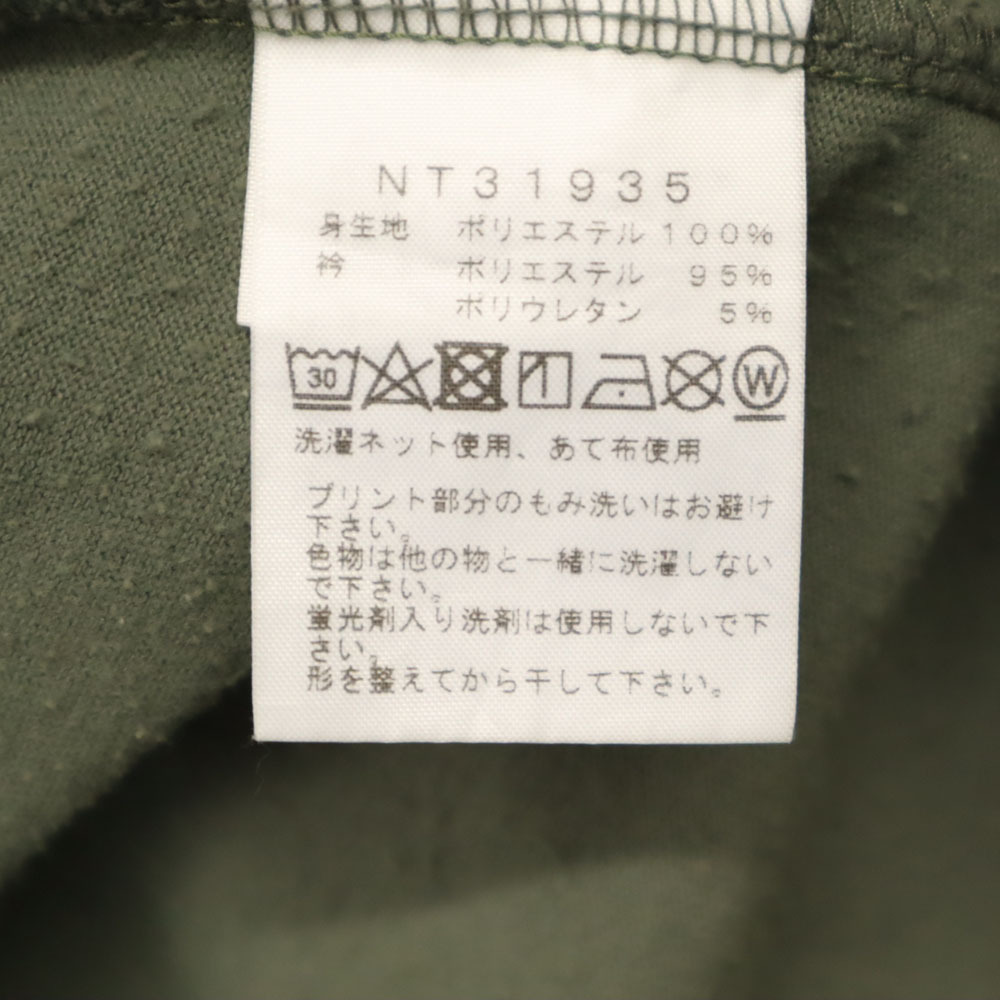 NT31935
身生地 ポリエステル 100%
衿 ポリエステル 95%
ポリウレタン 5%
30 W
洗濯ネット使用、あて布使用
プリント部分のもみ洗いはお避け
下さい。
色物は他の物と一緒に洗濯しない
で下さい。
蛍光剤入り洗剤は使用しないで下
さい。
形を整えてから干して下さい。